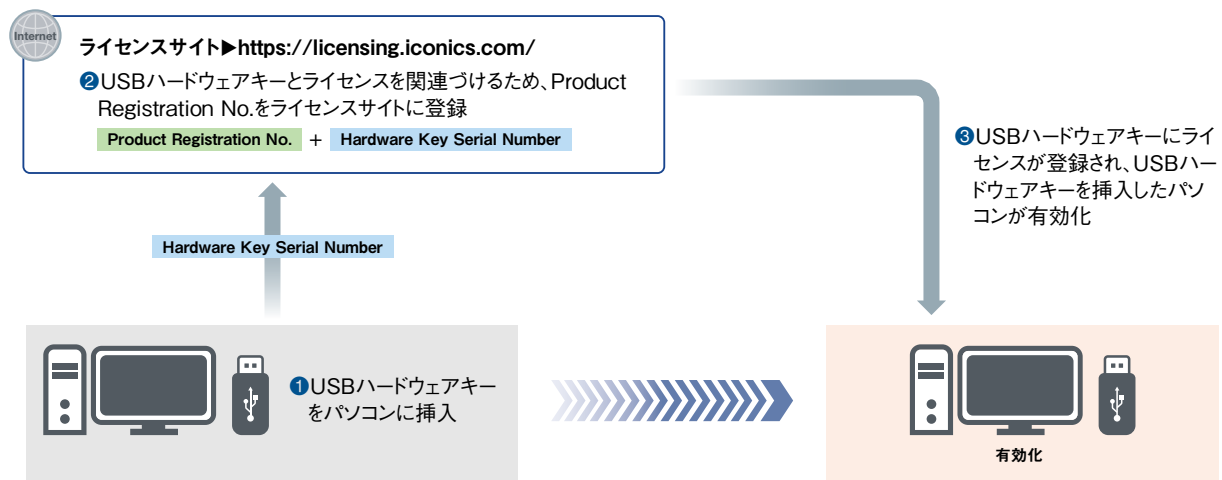 Internet
ライセンスサイト▶https://licensing.iconics.com/
❷USBハードウェアキーとライセンスを関連づけるため、Product
Registration No.をライセンスサイトに登録
Product Registration No. + Hardware Key Serial Number
❸USBハードウェアキーにライ
センスが登録され、USBハー
ドウェアキーを挿入したパソ
コンが有効化
Hardware Key Serial Number
❶USBハードウェアキー
をパソコンに挿入
有効化